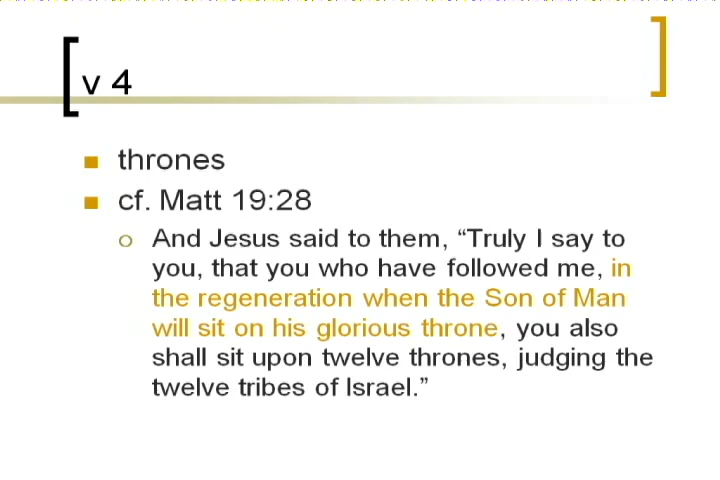 v 4
thrones
cf. Matt 19:28
And Jesus said to them, “Truly I say to
you, that you who have followed me, in
the regeneration when the Son of Man
will sit on his glorious throne, you also
shall sit upon twelve thrones, judging the
twelve tribes of Israel.”